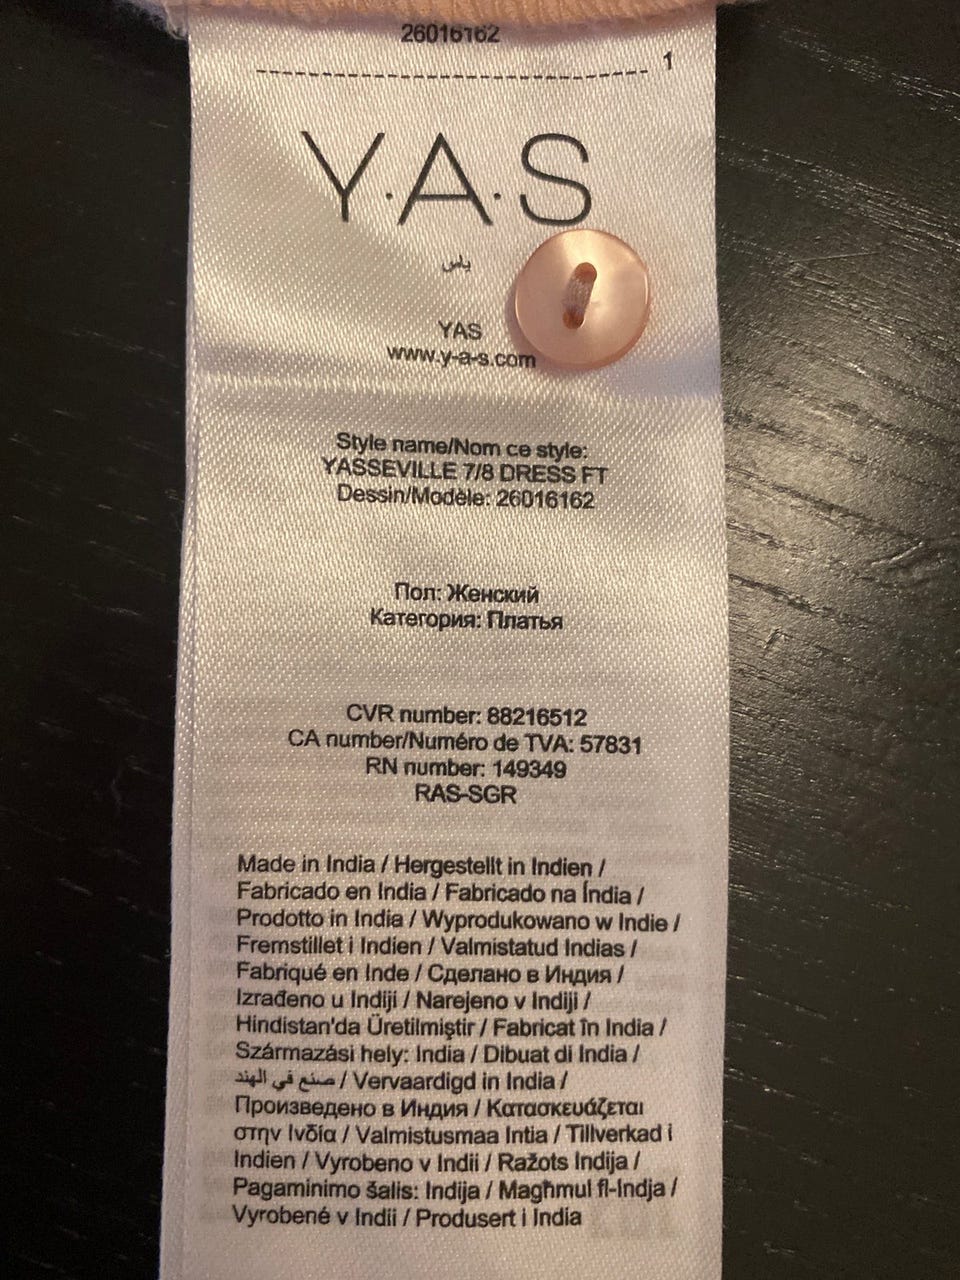 26016162
1
Y·A·S
ياس
YAS
www.y-a-s.com
Style name/Nom ce style:
YASSEVILLE 7/8 DRESS FT
Dessin/Modèle: 26016162
Пол: Женский
Категория: Платья
CVR number: 88216512
CA number/Numéro de TVA: 57831
RN number: 149349
RAS-SGR
Made in India / Hergestellt in Indien /
Fabricado en India / Fabricado na Índia /
Prodotto in India / Wyprodukowano w Indie /
Fremstillet i Indien / Valmistatud Indias /
Fabriqué en Inde / Сделано в Индия /
Izrađeno u Indiji / Narejeno v Indiji /
Hindistan'da Üretilmiştir / Fabricat în India /
Származási hely: India / Dibuat di India /
صنع في الهند / Vervaardigd in India /
Произведено в Индия / Κατασκευάζεται
στην Ινδία / Valmistusmaa Intia / Tillverkad i
Indien / Vyrobeno v Indii / Ražots Indija /
Pagaminimo šalis: Indija / Magħmul fl-Indja /
Vyrobené v Indii / Produsert i India